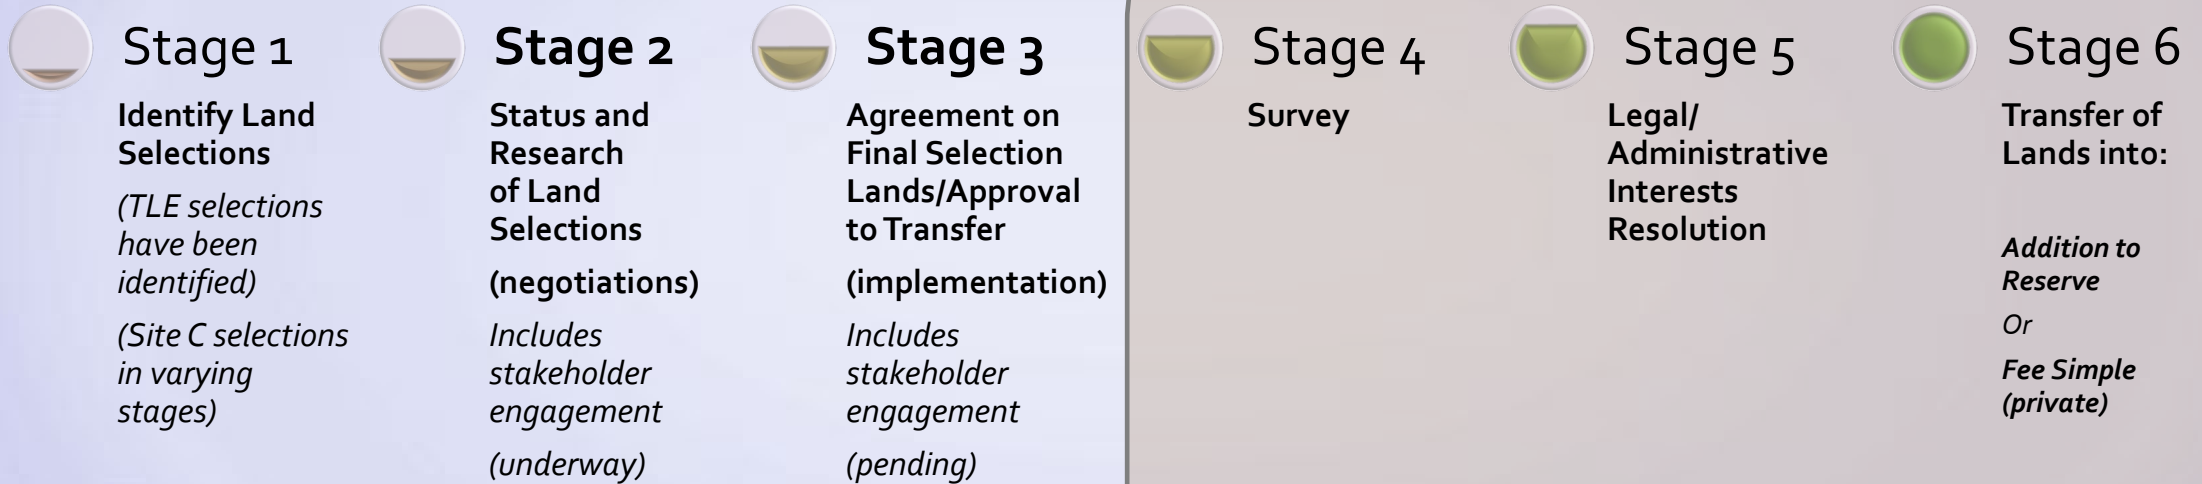 Stage 1
Identify Land
Selections
(TLE selections
have been
identified)
(Site C selections
in varying
stages)
Stage 2
Status and
Research
of Land
Selections
(negotiations)
Includes
stakeholder
engagement
(underway)
Stage 3
Agreement on
Final Selection
Lands/Approval
to Transfer
(implementation)
Includes
stakeholder
engagement
(pending)
Stage 4
Survey
Stage 5
Legal/
Administrative
Interests
Resolution
Stage 6
Transfer of
Lands into:
Addition to
Reserve
Or
Fee Simple
(private)